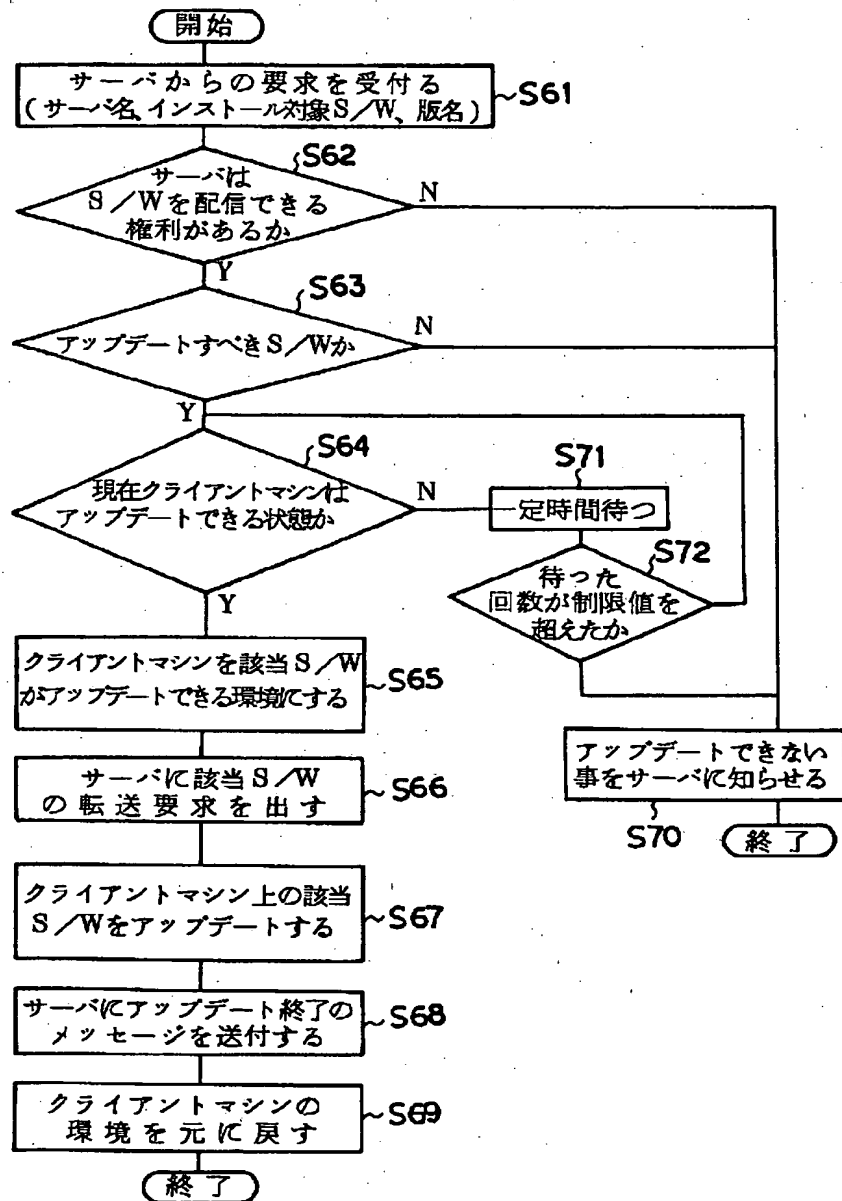 開始
サーバからの要求を受付る
(サーバ名、インストール対象S/W、版名)
S61
S62
サーバは
S/Wを配信できる
権利があるか
N
Y
S63
アップデートすべきS/Wか
N
Y
S64
現在クライアントマシンは
アップデートできる状態か
N
Y
S71
一定時間待つ
S72
待った
回数が制限値を
超えたか
クライアントマシンを該当S/W
がアップデートできる環境にする
S65
サーバに該当S/W
の転送要求を出す
S66
アップデートできない
事をサーバに知らせる
S70
終了
クライアントマシン上の該当
S/Wをアップデートする
S67
サーバにアップデート終了の
メッセージを送付する
S68
クライアントマシンの
環境を元に戻す
S69
終了